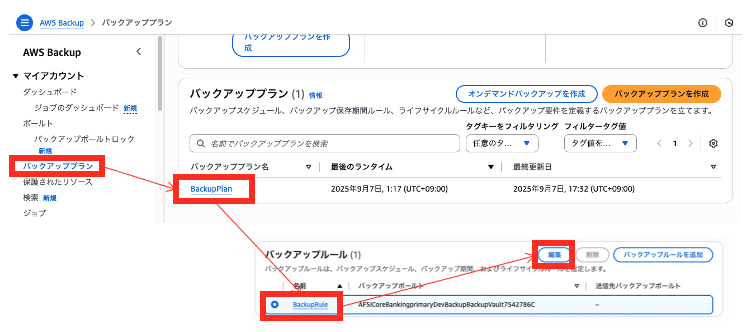 AWS Backup > バックアッププラン
AWS Backup
マイアカウント
ダッシュボード
ジョブのダッシュボード 新規
ボールト
バックアップボールトロック
新規
バックアッププラン
保護されたリソース
検索 新規
ジョブ
バックアッププランを作
成
バックアッププラン (1) 情報
オンデマンドバックアップを作成
バックアッププランを作成
バックアップスケジュール、バックアップ保存期間ルール、ライフサイクルルールなど、バックアップ要件を定義するバックアッププランを立てます。
タグキーをフィルタリング フィルタータグ値
名前でバックアッププランを検索
任意のタ... タグ値を...
1
バックアッププラン名 最後のランタイム 最終更新日
BackupPlan 2025年9月7日, 1:17 (UTC+09:00) 2025年9月7日, 17:32 (UTC+09:00)
バックアップルール (1)
編集 削除 バックアップルールを追加
バックアップルールは、バックアップスケジュール、バックアップ期間、およびライフサイクルルールを指定します。
名前 バックアップボールト 送信先バックアップボールト
BackupRule AFSICoreBankingprimaryDevBackupBackupVault7542786C –